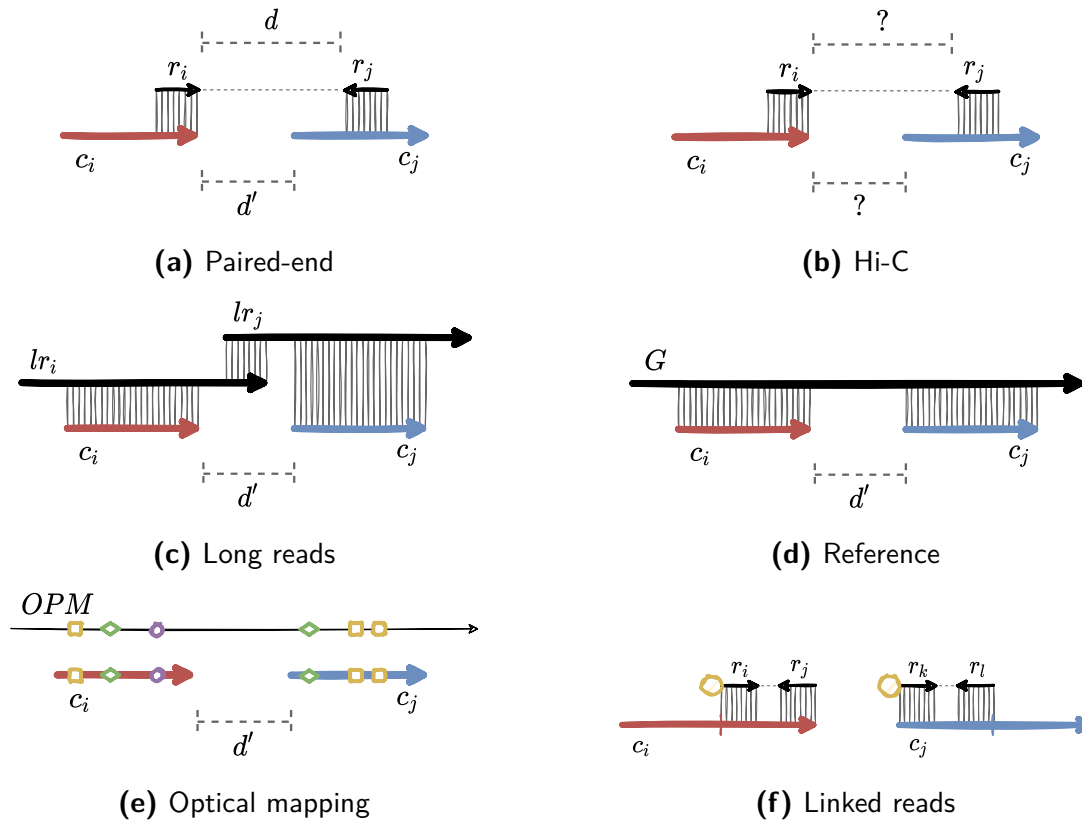 d
r_i r_j
c_i c_j
d′
(a) Paired-end
?
r_i r_j
c_i c_j
?
(b) Hi-C
lr_j
lr_i
c_i c_j
d′
(c) Long reads
G
c_i c_j
d′
(d) Reference
OPM
c_i c_j
d′
(e) Optical mapping
r_i r_j r_k r_l
c_i c_j
(f) Linked reads